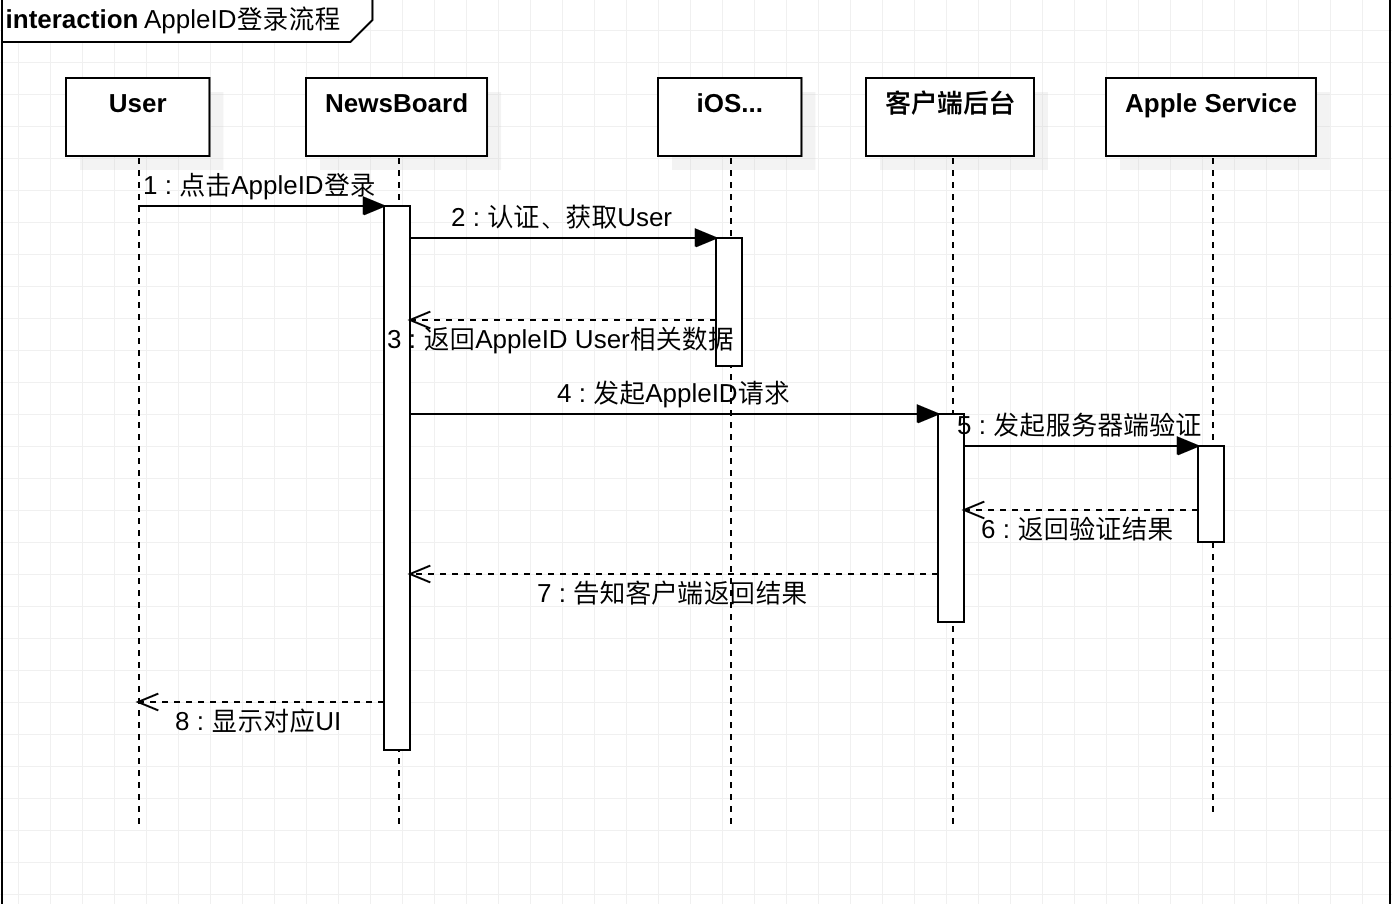 interaction AppleID登录流程
User
NewsBoard
iOS...
客户端后台
Apple Service
1 : 点击AppleID登录
2 : 认证、获取User
3 : 返回AppleID User相关数据
4 : 发起AppleID请求
5 : 发起服务器端验证
6 : 返回验证结果
7 : 告知客户端返回结果
8 : 显示对应UI